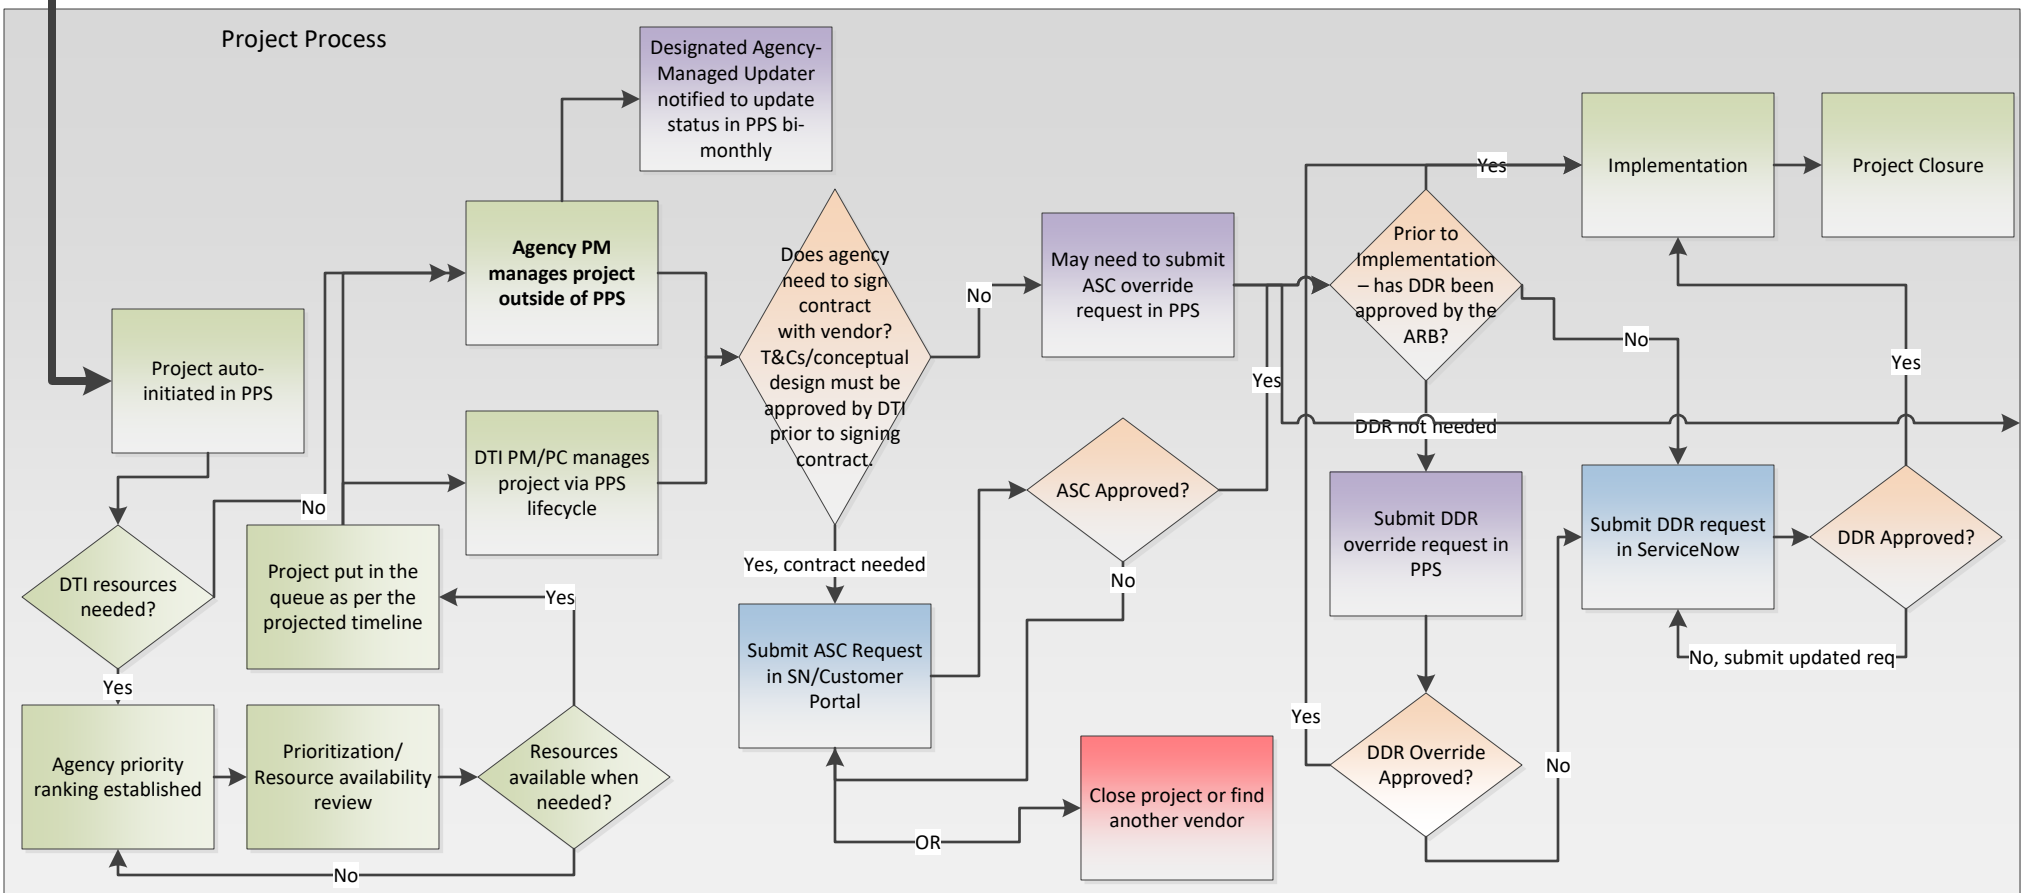 Project Process
Designated Agency-
Managed Updater
notified to update
status in PPS bi-
monthly
Agency PM
manages project
outside of PPS
Project auto-
initiated in PPS
DTI PM/PC manages
project via PPS
lifecycle
No
DTI resources
needed?
Project put in the
queue as per the
projected timeline
Yes
Yes
Agency priority
ranking established
Prioritization/
Resource availability
review
Resources
available when
needed?
No
Does agency
need to sign
contract
with vendor?
T&Cs/conceptual
design must be
approved by DTI
prior to signing
contract.
No
May need to submit
ASC override
request in PPS
Yes, contract needed
Submit ASC Request
in SN/Customer
Portal
ASC Approved?
Yes
No
OR
Close project or find
another vendor
Prior to
Implementation
– has DDR been
approved by the
ARB?
Yes
Implementation
Project Closure
No
DDR not needed
Submit DDR
override request in
PPS
Yes
DDR Override
Approved?
No
Submit DDR request
in ServiceNow
DDR Approved?
Yes
No, submit updated req